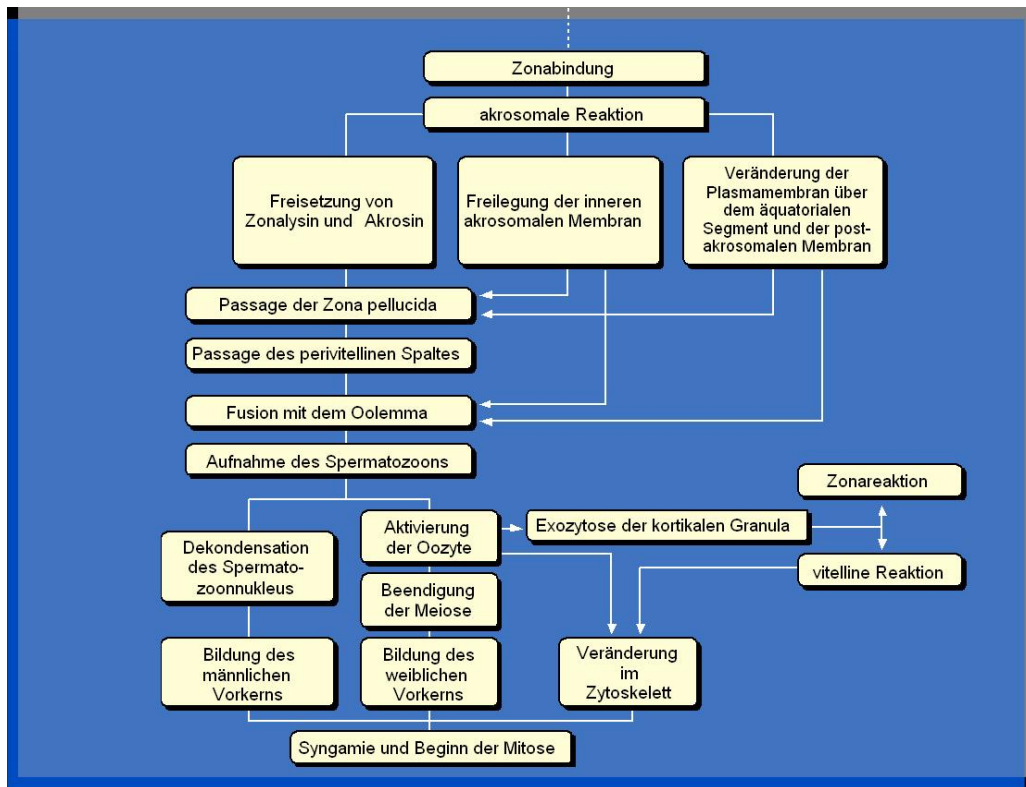 Zonabindung
akrosomale Reaktion
Freisetzung von
Zonalysin und Akrosin
Freilegung der inneren
akrosomalen Membran
Veränderung der
Plasmamembran über
dem äquatorialen
Segment und der post-
akrosomalen Membran
Passage der Zona pellucida
Passage des perivitellinen Spaltes
Fusion mit dem Oolemma
Aufnahme des Spermatozoons
Zonareaktion
Aktivierung
der Oozyte
Exozytose der kortikalen Granula
Dekondensation
des Spermato-
zoonnukleus
vitelline Reaktion
Beendigung
der Meiose
Bildung des
männlichen
Vorkerns
Bildung des
weiblichen
Vorkerns
Veränderung
im
Zytoskelett
Syngamie und Beginn der Mitose